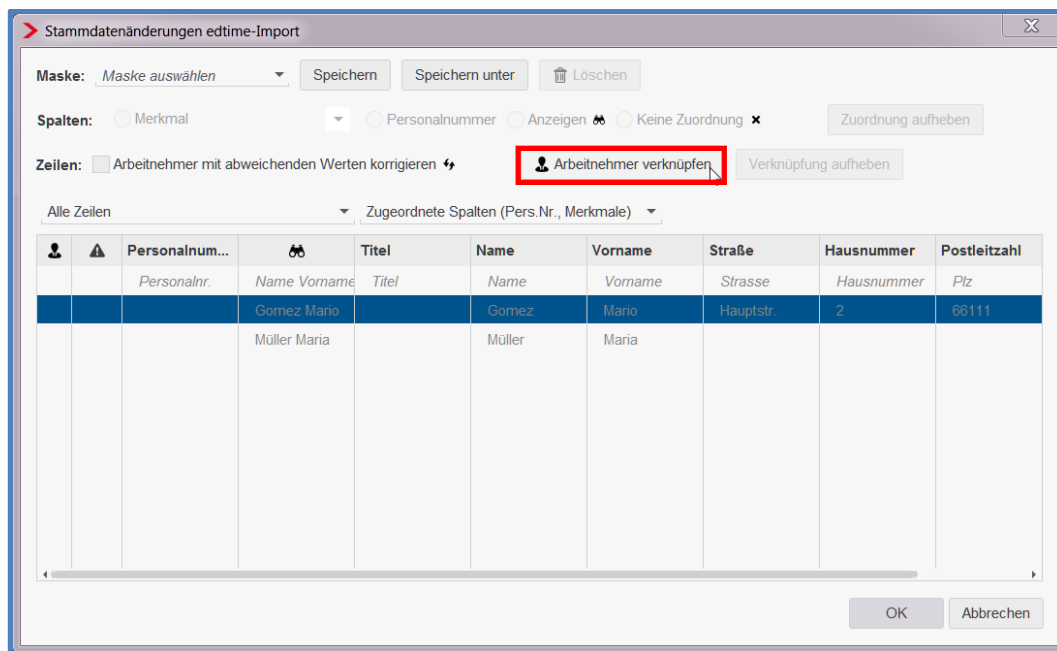 Stammdatenänderungen edtime-Import
Maske: Maske auswählen Speichern Speichern unter Löschen
Spalten: Merkmal Personalnummer Anzeigen Keine Zuordnung Zuordnung aufheben
Zeilen: Arbeitnehmer mit abweichenden Werten korrigieren Arbeitnehmer verknüpfen Verknüpfung aufheben
Alle Zeilen Zugeordnete Spalten (Pers.Nr., Merkmale)
Personalnum... Titel Name Vorname Straße Hausnummer Postleitzahl
Personalnr. Name Vorname Titel Name Vorname Strasse Hausnummer Plz
Gomez Mario Gomez Mario Hauptstr. 2 66111
Müller Maria Müller Maria
OK Abbrechen